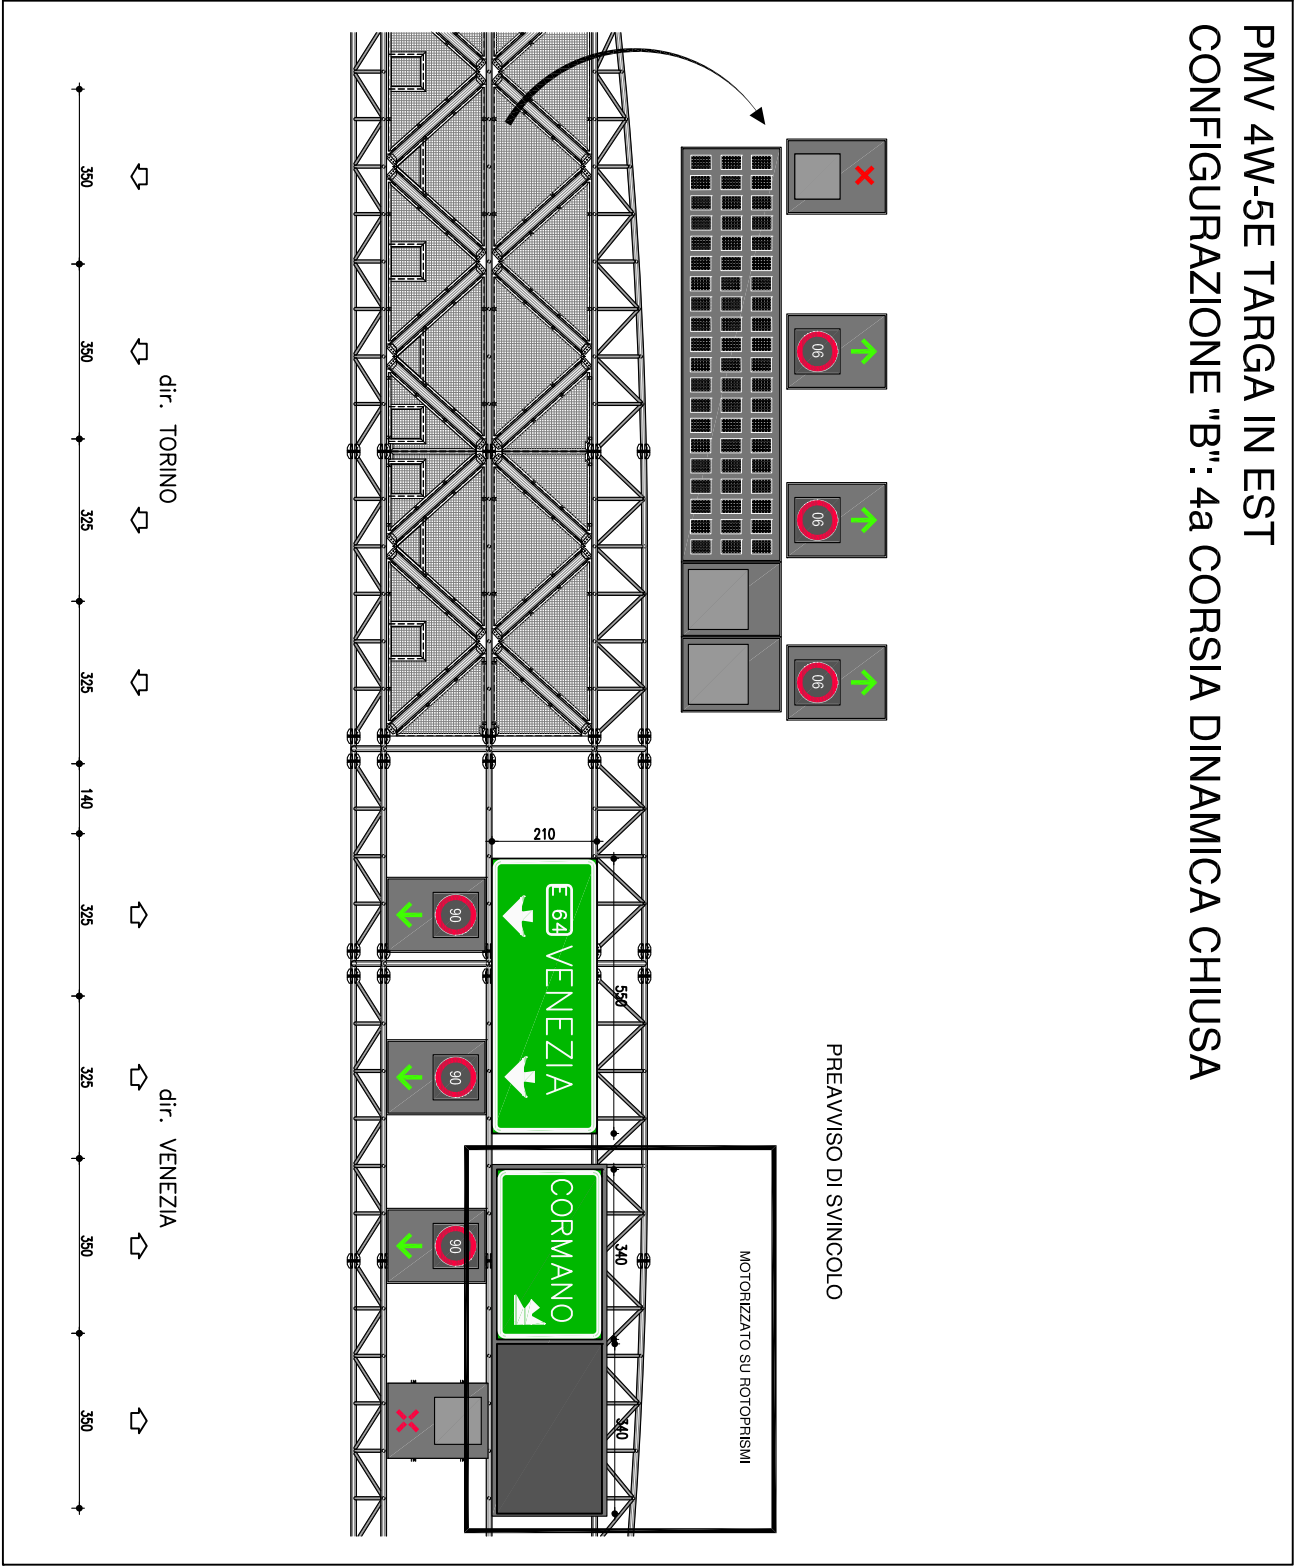 PMV 4W-5E TARGA IN EST
CONFIGURAZIONE "B": 4a CORSIA DINAMICA CHIUSA
PREAVVISO DI SVINCOLO
MOTORIZZATO SU ROTOPRISMI
90
90
90
550
340
340
210
E 64 VENEZIA
CORMANO
90
90
90
dir. TORINO
dir. VENEZIA
350
350
325
325
140
325
325
350
350